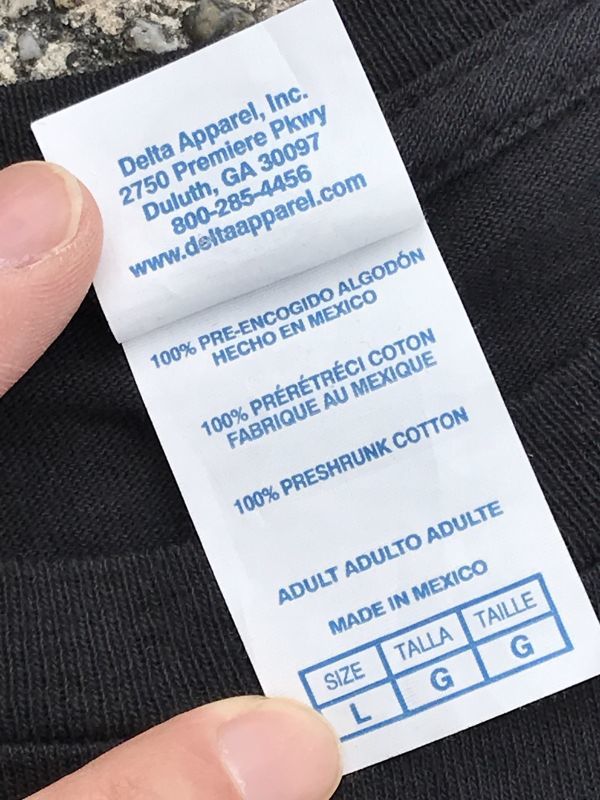 Delta Apparel, Inc.
2750 Premiere Pkwy
Duluth, GA 30097
800-285-4456
www.deltaapparel.com
100% PRE-ENCOGIDO ALGODÓN
HECHO EN MEXICO
100% PRÉRÉTRÉCI COTON
FABRIQUE AU MEXIQUE
100% PRESHRUNK COTTON
ADULT ADULTO ADULTE
MADE IN MEXICO
SIZE TALLA TAILLE
L G G